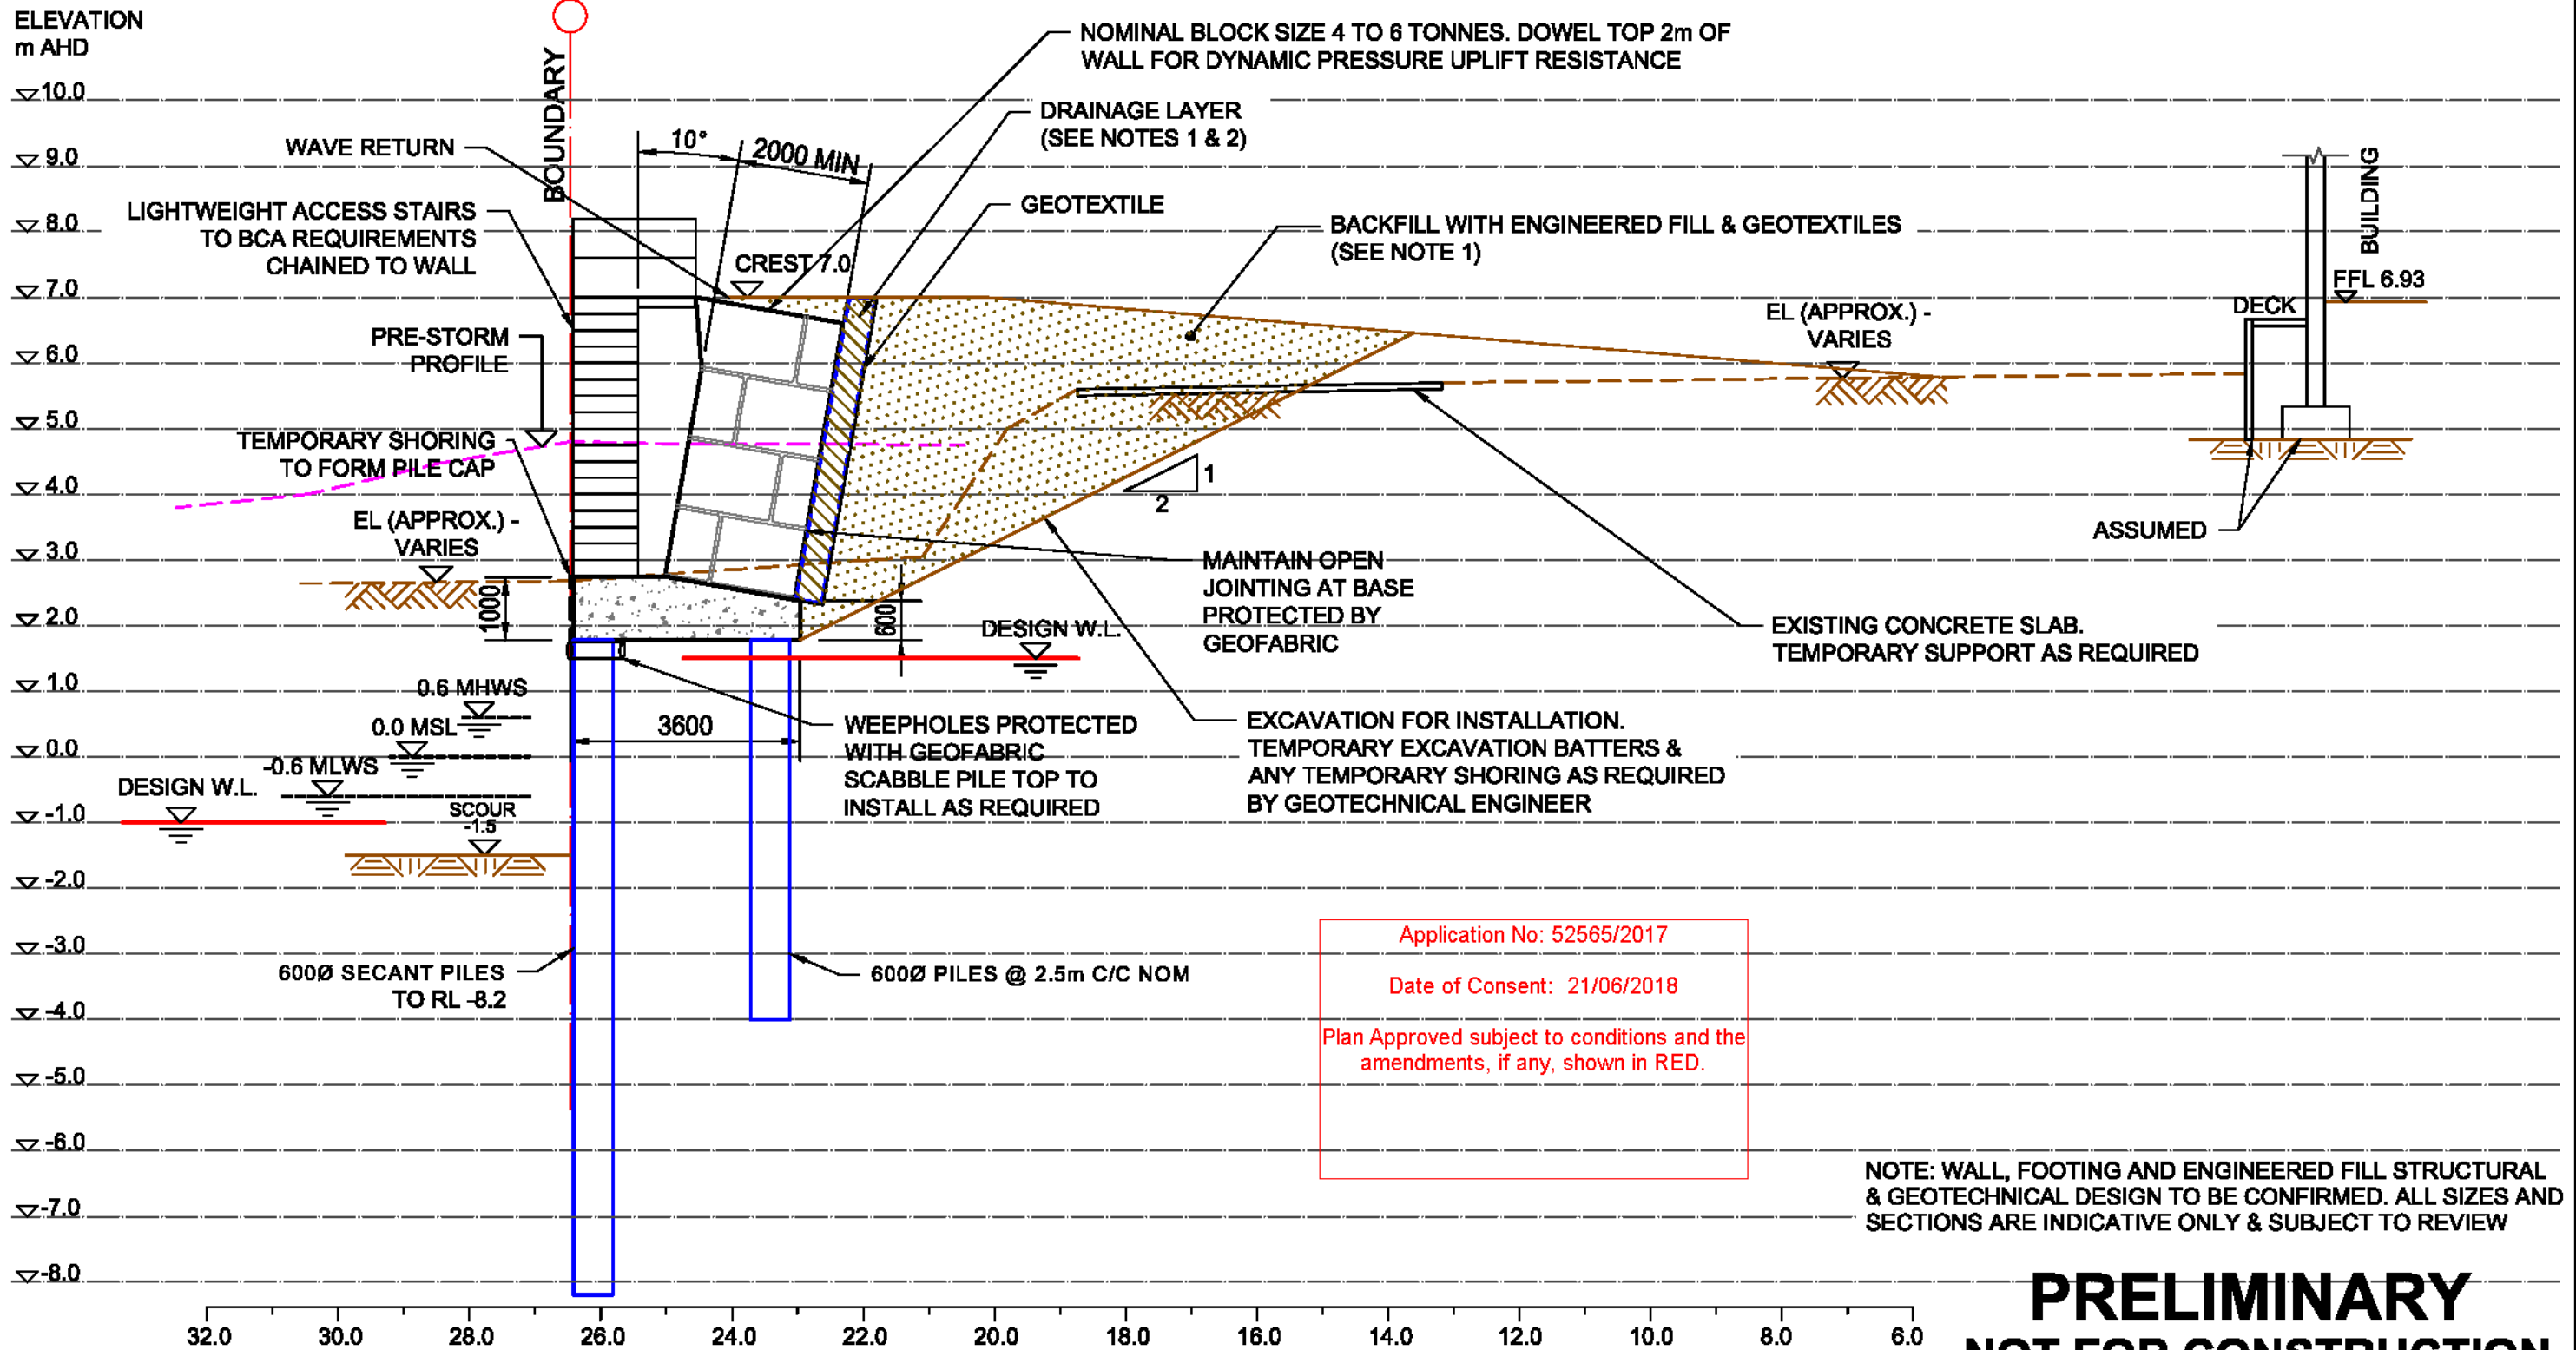 ELEVATION
m AHD
10.0
9.0
8.0
7.0
6.0
5.0
4.0
3.0
2.0
1.0
0.0
-1.0
-2.0
-3.0
-4.0
-5.0
-6.0
-7.0
-8.0
BOUNDARY
WAVE RETURN
LIGHTWEIGHT ACCESS STAIRS
TO BCA REQUIREMENTS
CHAINED TO WALL
PRE-STORM
PROFILE
TEMPORARY SHORING
TO FORM PILE CAP
EL (APPROX.) -
VARIES
1000
10°
2000 MIN
CREST 7.0
NOMINAL BLOCK SIZE 4 TO 6 TONNES. DOWEL TOP 2m OF
WALL FOR DYNAMIC PRESSURE UPLIFT RESISTANCE
DRAINAGE LAYER
(SEE NOTES 1 & 2)
GEOTEXTILE
BACKFILL WITH ENGINEERED FILL & GEOTEXTILES
(SEE NOTE 1)
EL (APPROX.) -
VARIES
BUILDING
FFL 6.93
DECK
ASSUMED
1
2
MAINTAIN OPEN
JOINTING AT BASE
PROTECTED BY
GEOFABRIC
600
DESIGN W.L.
EXISTING CONCRETE SLAB.
TEMPORARY SUPPORT AS REQUIRED
0.6 MHWS
0.0 MSL
-0.6 MLWS
DESIGN W.L.
SCOUR
-1.5
3600
WEEPHOLES PROTECTED
WITH GEOFABRIC
SCABBLE PILE TOP TO
INSTALL AS REQUIRED
EXCAVATION FOR INSTALLATION.
TEMPORARY EXCAVATION BATTERS &
ANY TEMPORARY SHORING AS REQUIRED
BY GEOTECHNICAL ENGINEER
600Ø SECANT PILES
TO RL -8.2
600Ø PILES @ 2.5m C/C NOM
Application No: 52565/2017
Date of Consent: 21/06/2018
Plan Approved subject to conditions and the
amendments, if any, shown in RED.
NOTE: WALL, FOOTING AND ENGINEERED FILL STRUCTURAL
& GEOTECHNICAL DESIGN TO BE CONFIRMED. ALL SIZES AND
SECTIONS ARE INDICATIVE ONLY & SUBJECT TO REVIEW
PRELIMINARY
NOT FOR CONSTRUCTION
32.0 30.0 28.0 26.0 24.0 22.0 20.0 18.0 16.0 14.0 12.0 10.0 8.0 6.0